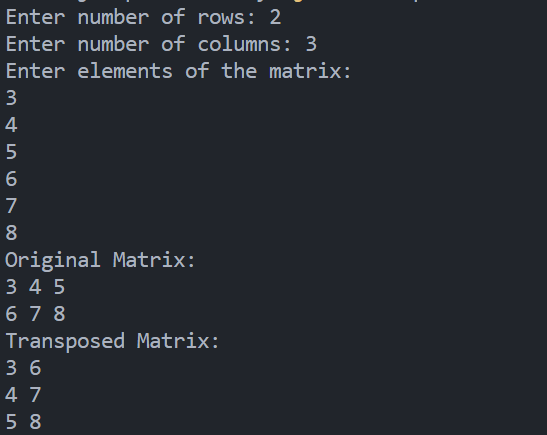 Enter number of rows: 2
Enter number of columns: 3
Enter elements of the matrix:
3
4
5
6
7
8
Original Matrix:
3 4 5
6 7 8
Transposed Matrix:
3 6
4 7
5 8